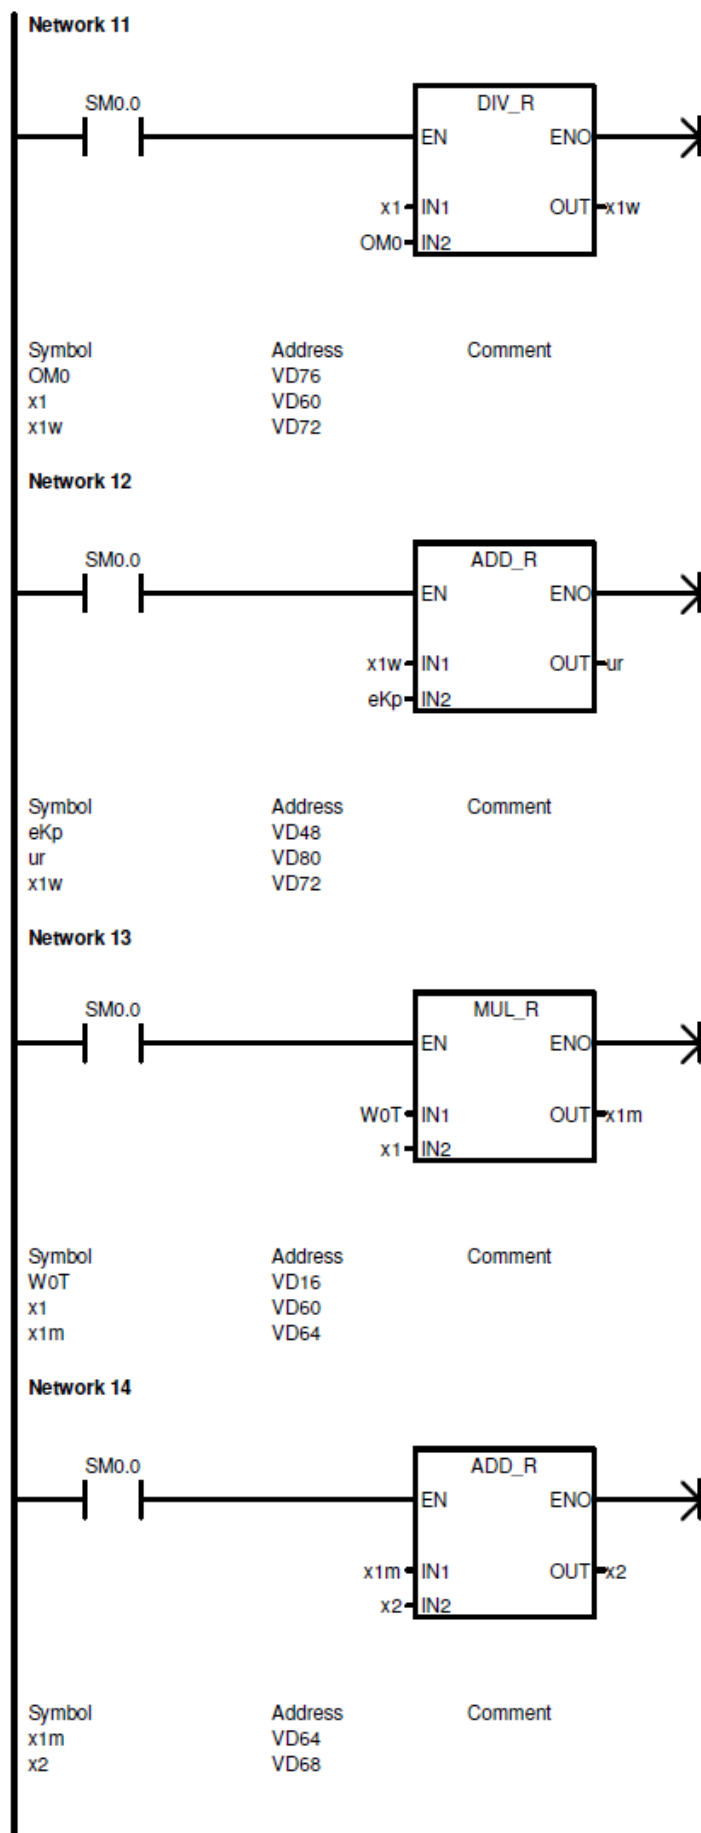 Network 11
SM0.0
DIV_R
EN ENO
x1 IN1 OUT x1w
OM0 IN2
Symbol Address Comment
OM0 VD76
x1 VD60
x1w VD72
Network 12
SM0.0
ADD_R
EN ENO
x1w IN1 OUT ur
eKp IN2
Symbol Address Comment
eKp VD48
ur VD80
x1w VD72
Network 13
SM0.0
MUL_R
EN ENO
W0T IN1 OUT x1m
x1 IN2
Symbol Address Comment
W0T VD16
x1 VD60
x1m VD64
Network 14
SM0.0
ADD_R
EN ENO
x1m IN1 OUT x2
x2 IN2
Symbol Address Comment
x1m VD64
x2 VD68